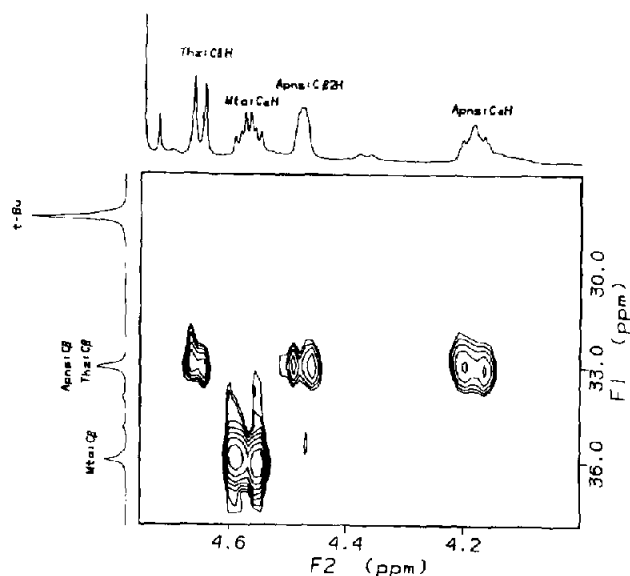 Thz:CδH
Mta:CαH
Apns:Cβ2H
Apns:CαH
t-Bu
Apns:Cβ
Thz:Cβ
Mta:Cβ
30.0
33.0
36.0
F1 (ppm)
4.6
4.4
4.2
F2 (ppm)